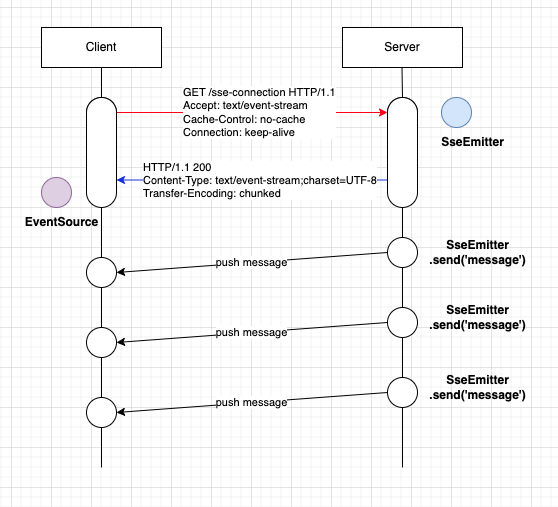 Client
Server
GET /sse-connection HTTP/1.1
Accept: text/event-stream
Cache-Control: no-cache
Connection: keep-alive
SseEmitter
HTTP/1.1 200
Content-Type: text/event-stream;charset=UTF-8
Transfer-Encoding: chunked
EventSource
SseEmitter
.send('message')
push message
SseEmitter
.send('message')
push message
SseEmitter
.send('message')
push message